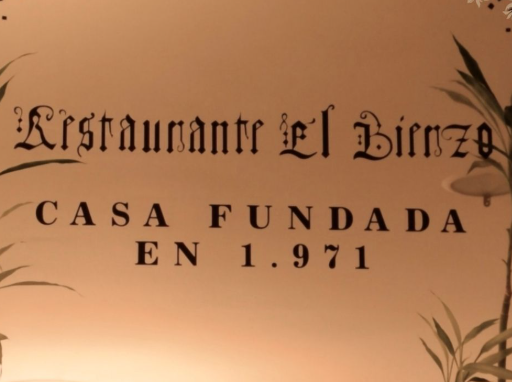 Restaurante El Bierzo
CASA FUNDADA
EN 1.971